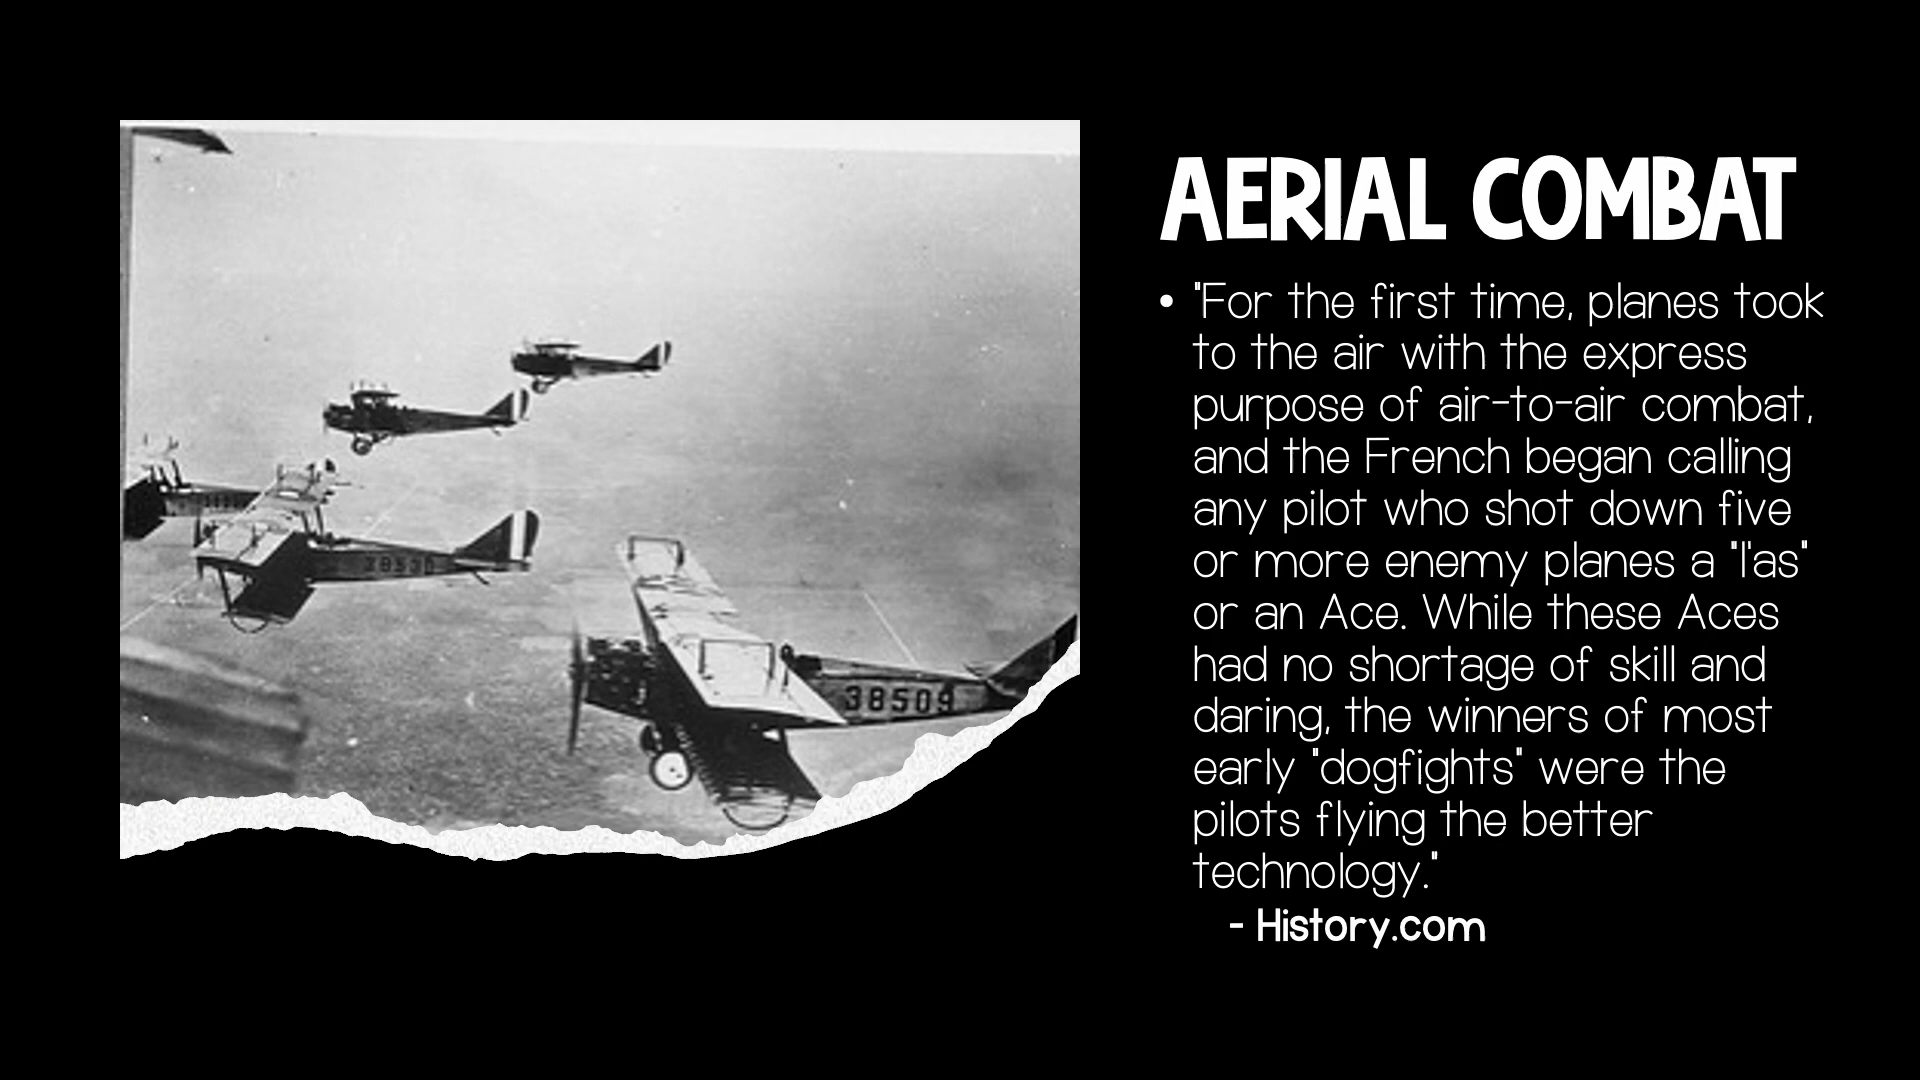 AERIAL COMBAT
• "For the first time, planes took
to the air with the express
purpose of air-to-air combat,
and the French began calling
any pilot who shot down five
or more enemy planes a "l'as"
or an Ace. While these Aces
had no shortage of skill and
daring, the winners of most
early "dogfights" were the
pilots flying the better
technology."
- History.com
38530
38509